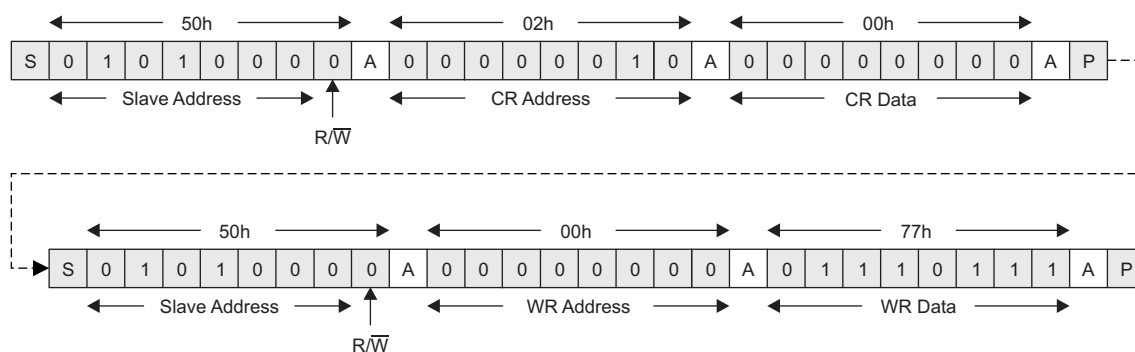 50h 02h 00h
S 0 1 0 1 0 0 0 0 A 0 0 0 0 0 0 1 0 A 0 0 0 0 0 0 0 0 A P
Slave Address CR Address CR Data
R/W̅
50h 00h 77h
S 0 1 0 1 0 0 0 0 A 0 0 0 0 0 0 0 0 A 0 1 1 1 0 1 1 1 A P
Slave Address WR Address WR Data
R/W̅